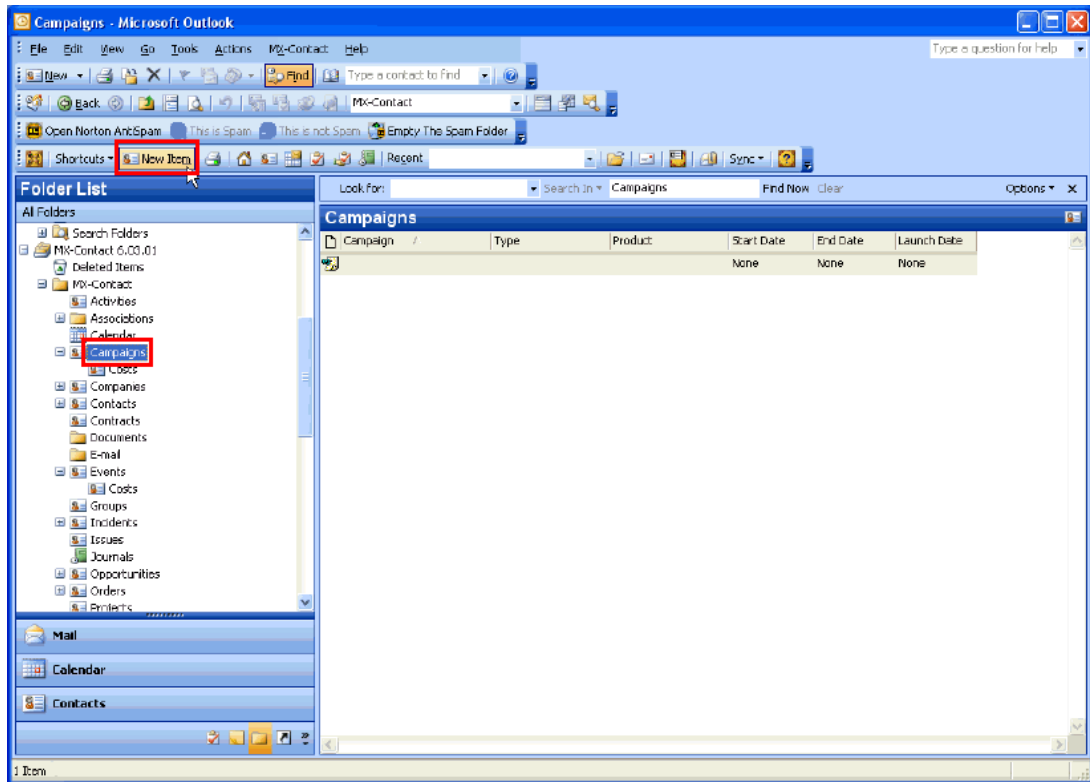 Campaigns - Microsoft Outlook
File Edit View Go Tools Actions MX-Contact Help Type a question for help
New Find Type a contact to find
Back MX-Contact
Open Norton AntiSpam This is Spam This is not Spam Empty The Spam Folder
Shortcuts New Item Recent Sync
Folder List
Look for: Search In Campaigns Find Now Clear Options
All Folders
Campaigns
Search Folders
Campaign Type Product Start Date End Date Launch Date
MX-Contact 6.03.01
None None None
Deleted Items
MX-Contact
Activities
Associations
Calendar
Campaigns
Costs
Companies
Contacts
Contracts
Documents
E-mail
Events
Costs
Groups
Incidents
Issues
Journals
Opportunities
Orders
Projects
Mail
Calendar
Contacts
1 Item